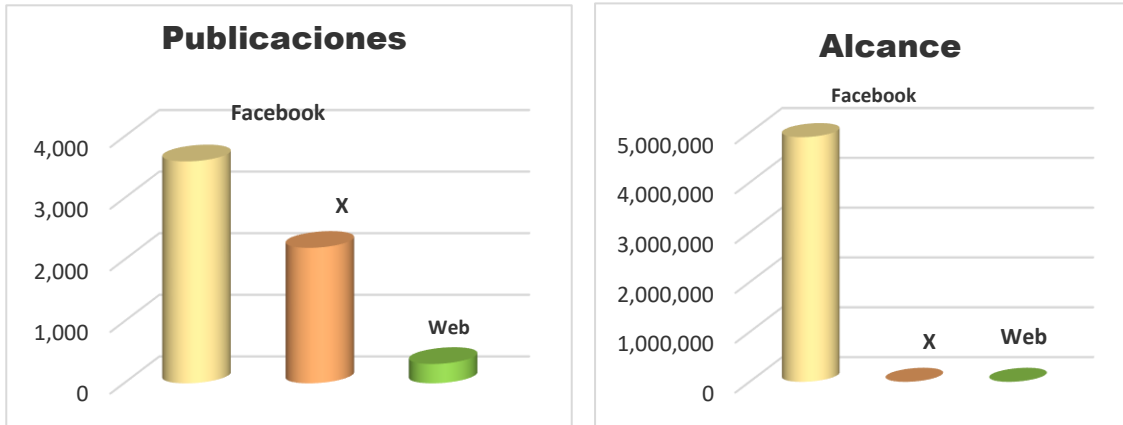 Publicaciones
Facebook
4,000
X
3,000
2,000
Web
1,000
0
Alcance
Facebook
5,000,000
4,000,000
3,000,000
2,000,000
X
Web
1,000,000
0